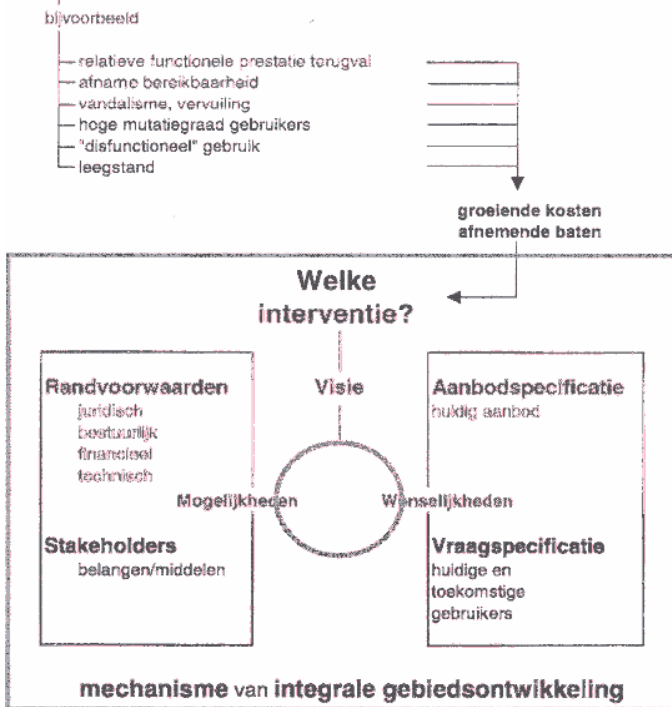 bijvoorbeeld
relatieve functionele prestatie terugval
afname bereikbaarheid
vandalisme, vervuiling
hoge mutatiegraad gebruikers
"disfunctioneel" gebruik
leegstand
groeiende kosten
afnemende baten
Welke
interventie?
Visie
Randvoorwaarden
juridisch
bestuurlijk
financieel
technisch
Mogelijkheden
Stakeholders
belangen/middelen
Aanbodspecificatie
huidig aanbod
Wenselijkheden
Vraagspecificatie
huidige en
toekomstige
gebruikers
mechanisme van integrale gebiedsontwikkeling